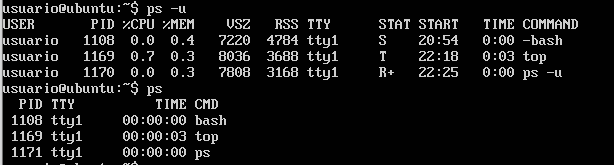 usuario@ubuntu:~$ ps -u
USER       PID %CPU %MEM    VSZ   RSS TTY      STAT START   TIME COMMAND
usuario   1108  0.0  0.4   7220  4784 tty1     S    20:54   0:00 -bash
usuario   1169  0.7  0.3   8036  3688 tty1     T    22:18   0:03 top
usuario   1170  0.0  0.3   7808  3168 tty1     R+   22:25   0:00 ps -u
usuario@ubuntu:~$ ps
  PID TTY          TIME CMD
 1108 tty1     00:00:00 bash
 1169 tty1     00:00:03 top
 1171 tty1     00:00:00 ps